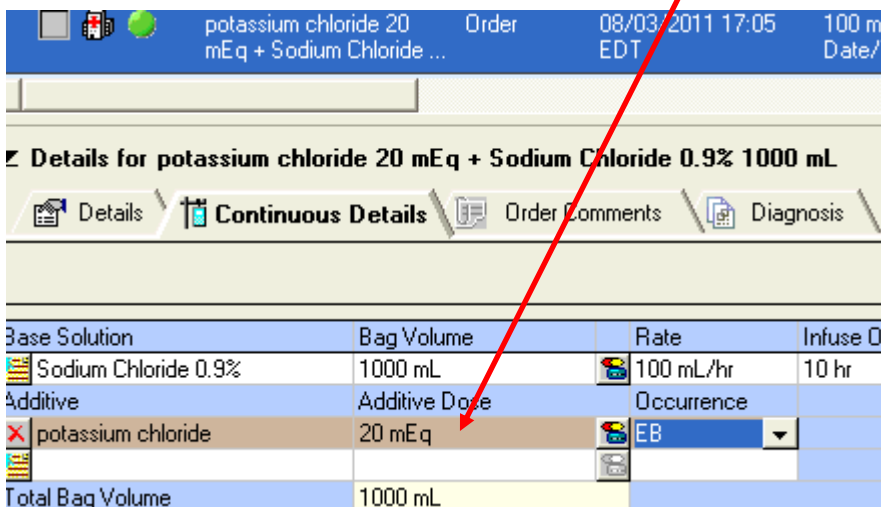 potassium chloride 20 Order 08/03/2011 17:05 100 m
mEq + Sodium Chloride ... EDT Date/
Details for potassium chloride 20 mEq + Sodium Chloride 0.9% 1000 mL
Details Continuous Details Order Comments Diagnosis
Base Solution Bag Volume Rate Infuse O
Sodium Chloride 0.9% 1000 mL 100 mL/hr 10 hr
Additive Additive Dose Occurrence
potassium chloride 20 mEq EB
Total Bag Volume 1000 mL